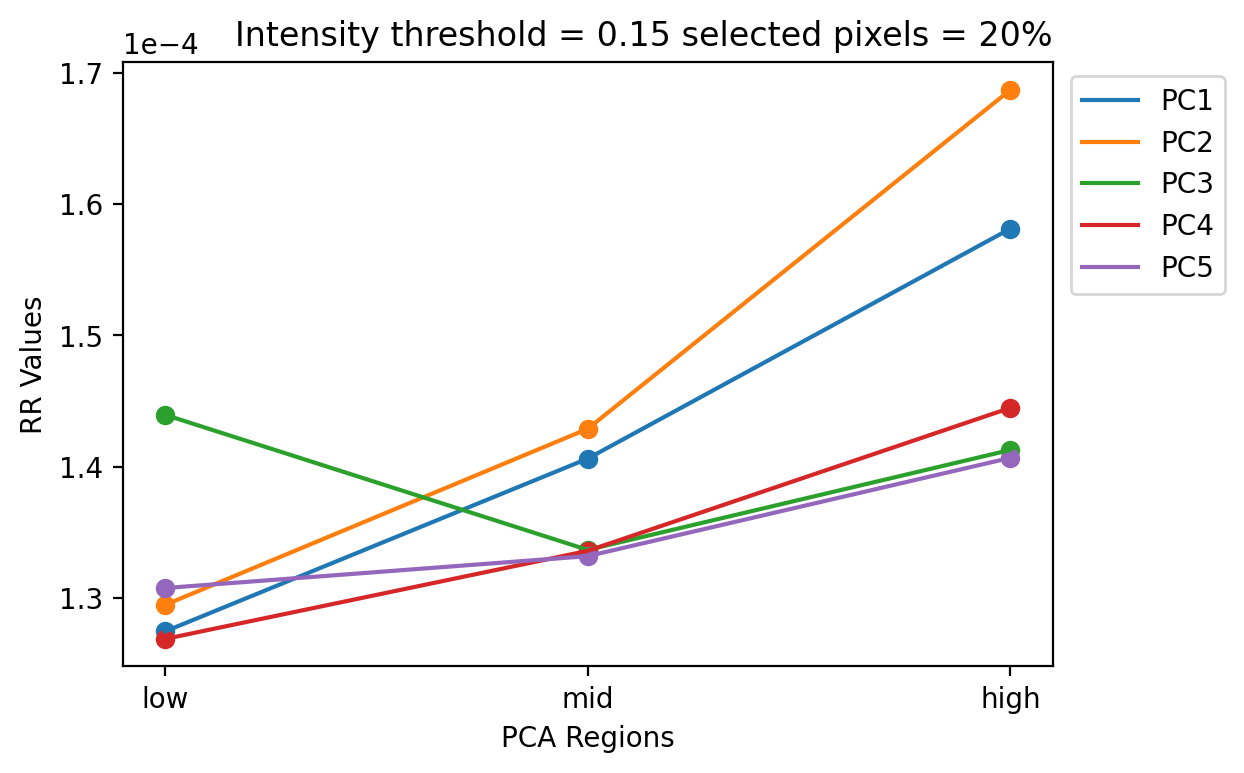 Intensity threshold = 0.15 selected pixels = 20%
1e−4
1.7
1.6
1.5
1.4
1.3
RR Values
low
mid
high
PCA Regions
PC1
PC2
PC3
PC4
PC5